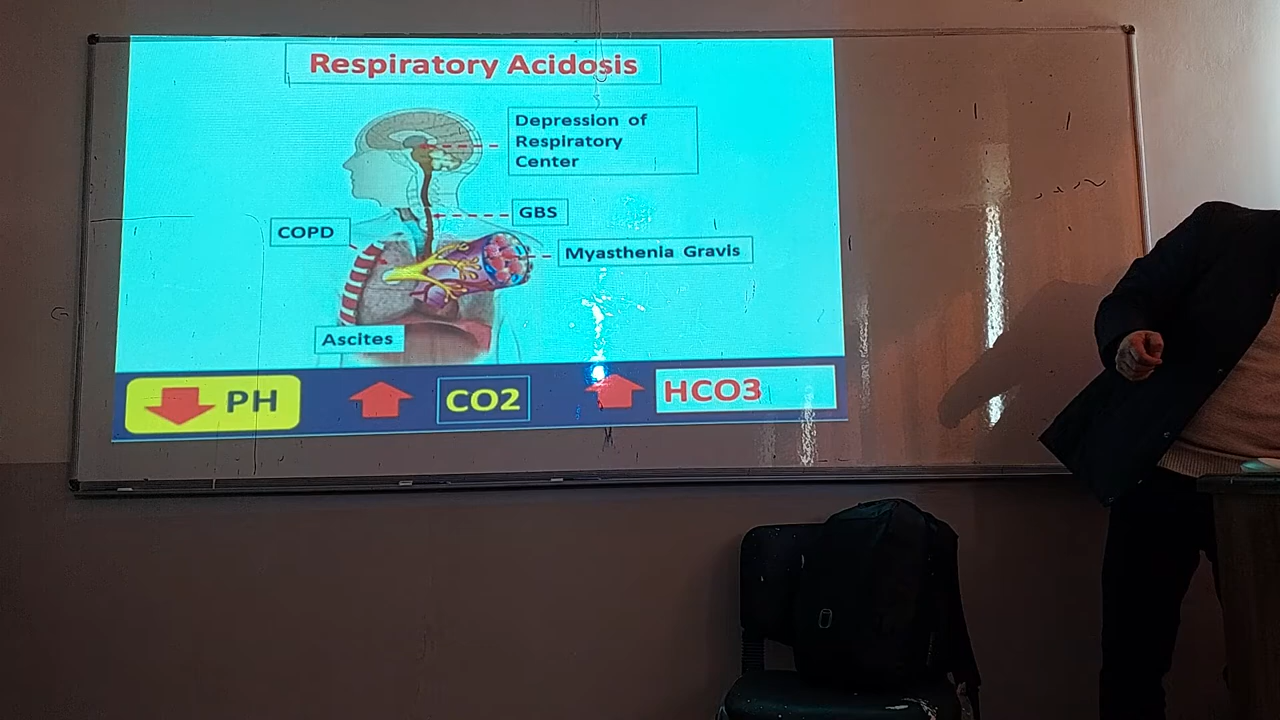 Respiratory Acidosis
Depression of
Respiratory
Center
GBS
COPD
Myasthenia Gravis
Ascites
PH
CO2
HCO3